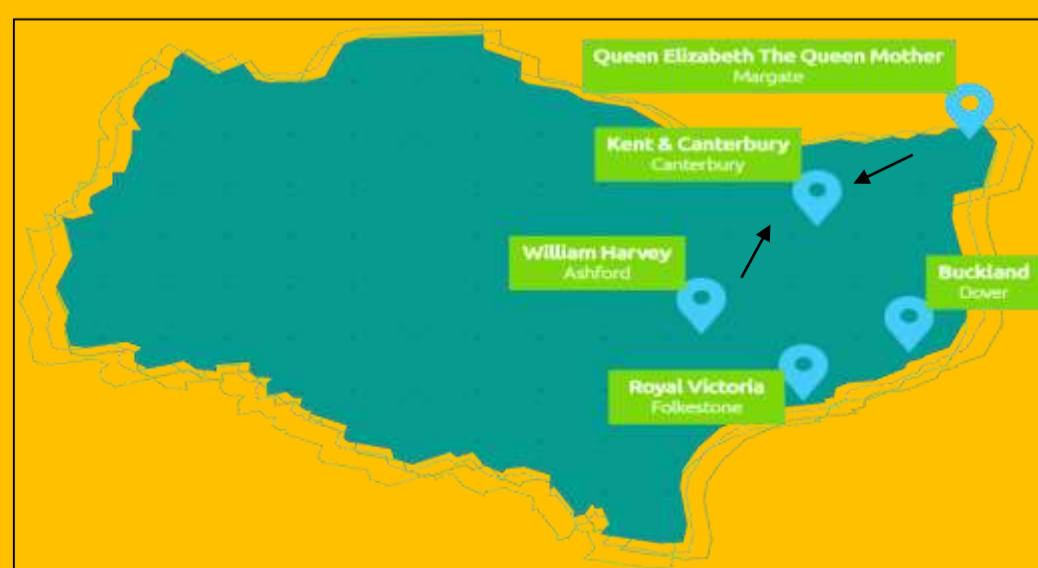 Queen Elizabeth The Queen Mother
Margate
Kent & Canterbury
Canterbury
William Harvey
Ashford
Buckland
Dover
Royal Victoria
Folkestone